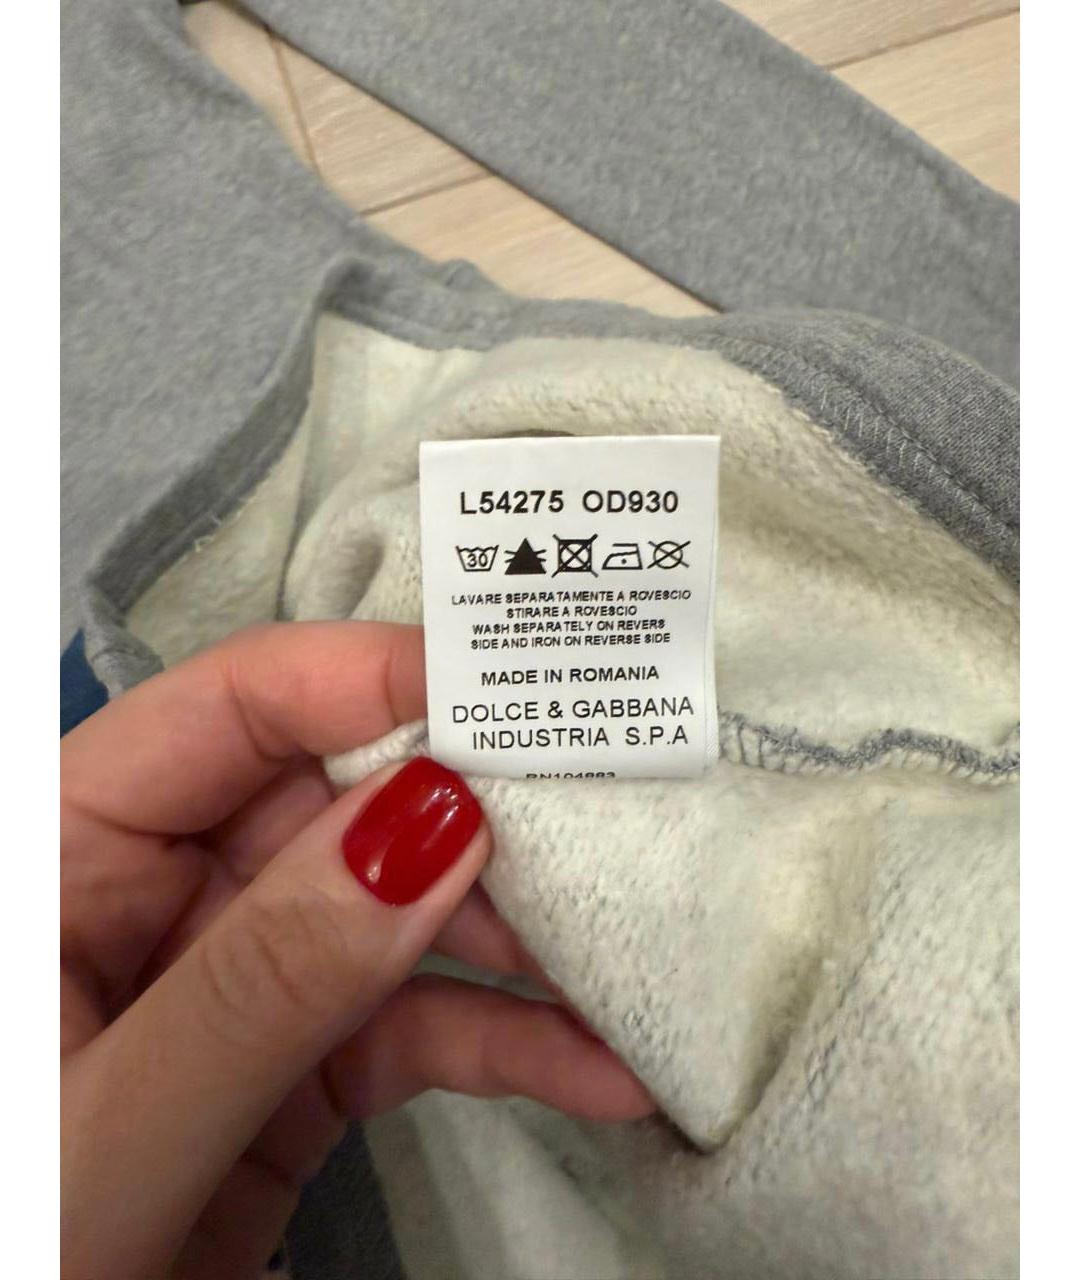 L54275 OD930
30
LAVARE SEPARATAMENTE A ROVESCIO
STIRARE A ROVESCIO
WASH SEPARATELY ON REVERS
SIDE AND IRON ON REVERSE SIDE
MADE IN ROMANIA
DOLCE & GABBANA
INDUSTRIA S.P.A